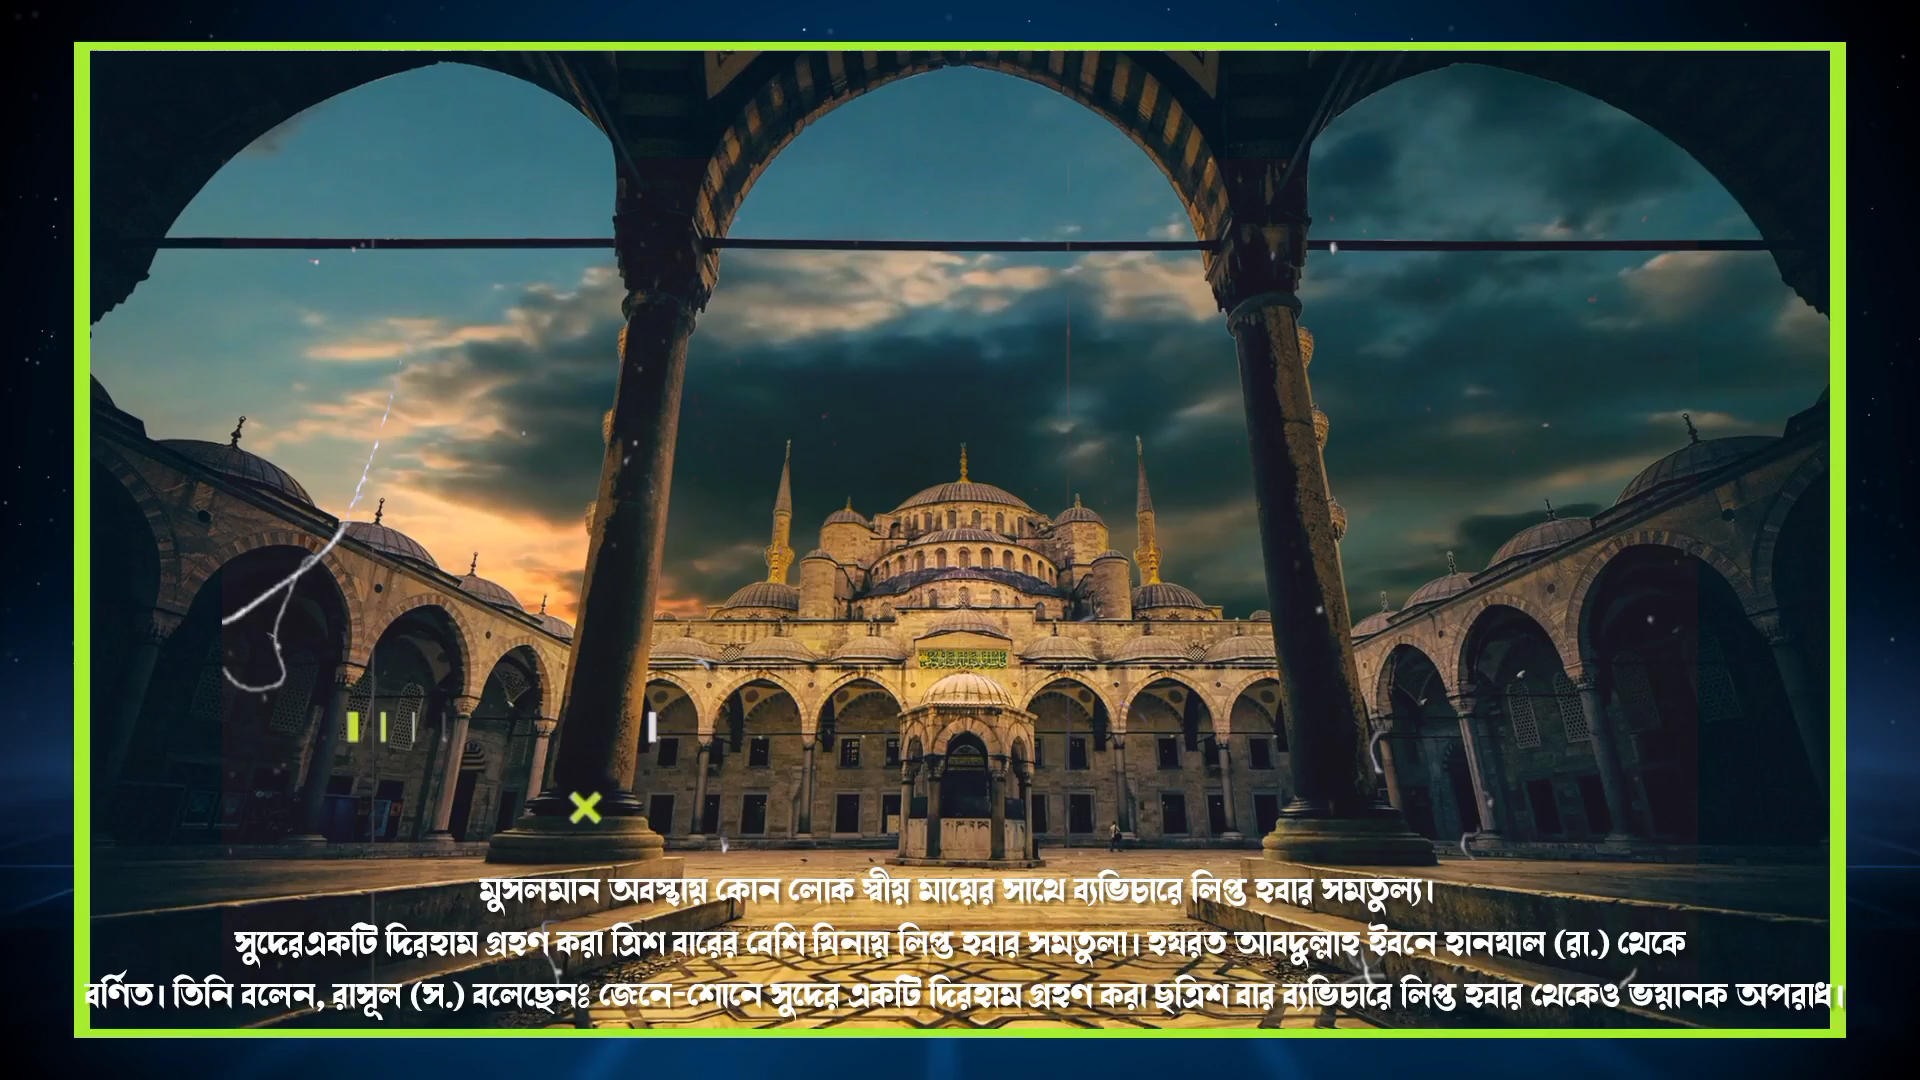 মুসলমান অবস্থায় কোন লোক স্বীয় মায়ের সাথে ব্যভিচারে লিপ্ত হবার সমতুল্য।
সুদেরএকটি দিরহাম গ্রহণ করা ত্রিশ বারের বেশি যিনায় লিপ্ত হবার সমতুলা। হযরত আবদুল্লাহ ইবনে হানযাল (রা.) থেকে
বর্ণিত। তিনি বলেন, রাসূল (স.) বলেছেনঃ জেনে-শোনে সুদের একটি দিরহাম গ্রহণ করা ছত্রিশ বার ব্যভিচারে লিপ্ত হবার থেকেও ভয়ানক অপরাধ।